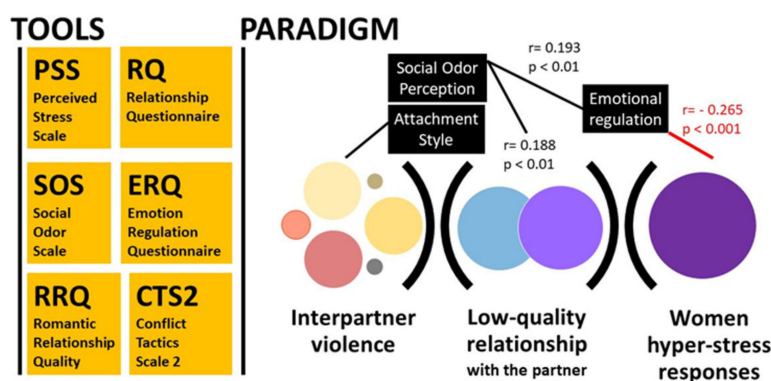 TOOLS
PSS
Perceived
Stress
Scale
RQ
Relationship
Questionnaire
SOS
Social
Odor
Scale
ERQ
Emotion
Regulation
Questionnaire
RRQ
Romantic
Relationship
Quality
CTS2
Conflict
Tactics
Scale 2
PARADIGM
Social Odor
Perception
Attachment
Style
r= 0.193
p < 0.01
r= 0.188
p < 0.01
Emotional
regulation
r= - 0.265
p < 0.001
Interpartner
violence
Low-quality
relationship
with the partner
Women
hyper-stress
responses